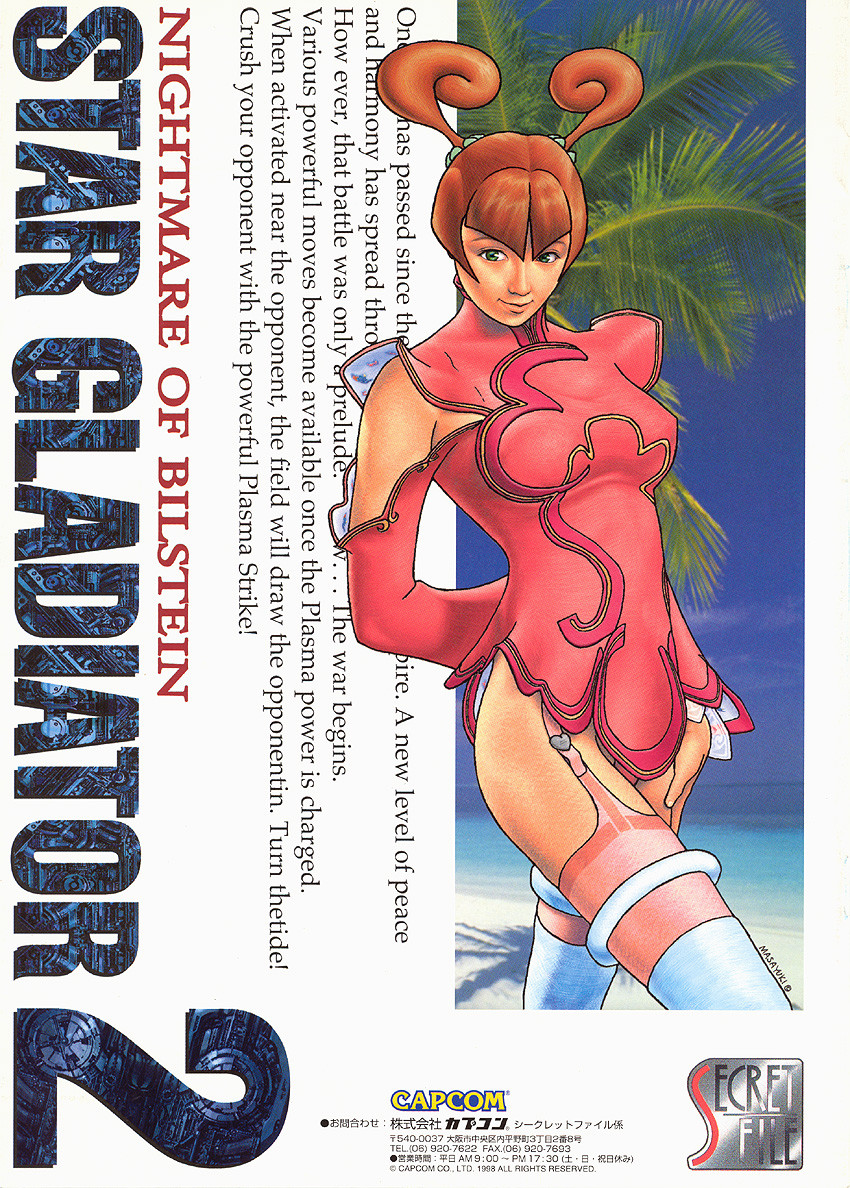 STAR GLADIATOR 2
NIGHTMARE OF BILSTEIN
On has passed since the
and harmony has spread thro pire. A new level of peace
How ever, that battle was only a prelude. w.... The war begins.
Various powerful moves become available once the Plasma power is charged.
When activated near the opponent, the field will draw the opponentin. Turn thetide!
Crush your opponent with the powerful Plasma Strike!
MASAYUKI ©
SECRET
FILE
CAPCOM®
●お問合わせ：株式会社カプコン® シークレットファイル係
〒540-0037 大阪市中央区内平野町3丁目2番8号
TEL.(06) 920-7622 FAX.(06) 920-7693
●営業時間：平日 AM 9:00 〜 PM 17:30 (土・日・祝日休み)
© CAPCOM CO., LTD. 1998 ALL RIGHTS RESERVED.